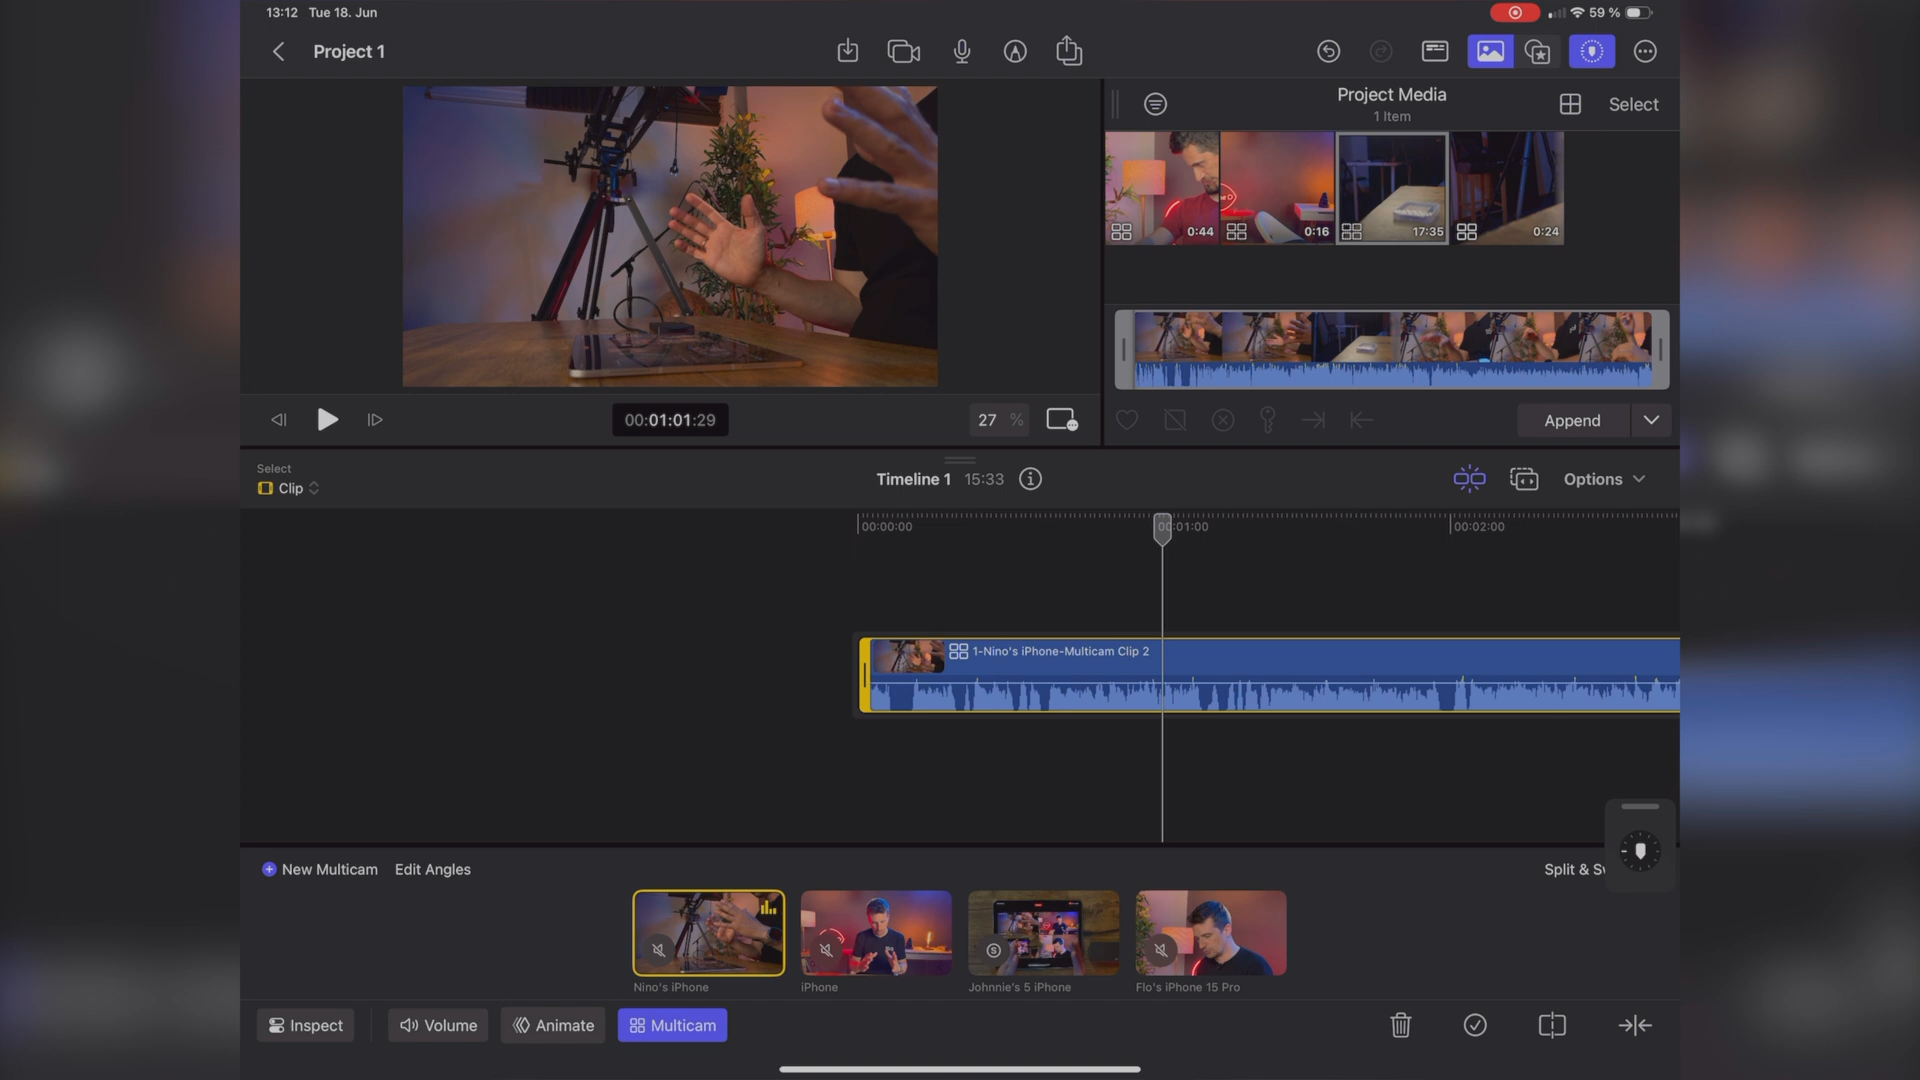 13:12 Tue 18. Jun
59 %
Project 1
Project Media
1 Item
Select
0:44
0:16
17:35
0:24
00:01:01:29
27 %
Append
Select
Clip
Timeline 1 15:33
Options
00:00:00
00:01:00
00:02:00
1-Nino's iPhone-Multicam Clip 2
New Multicam
Edit Angles
Split &
S
Nino's iPhone
iPhone
Johnnie's 5 iPhone
Flo's iPhone 15 Pro
Inspect
Volume
Animate
Multicam